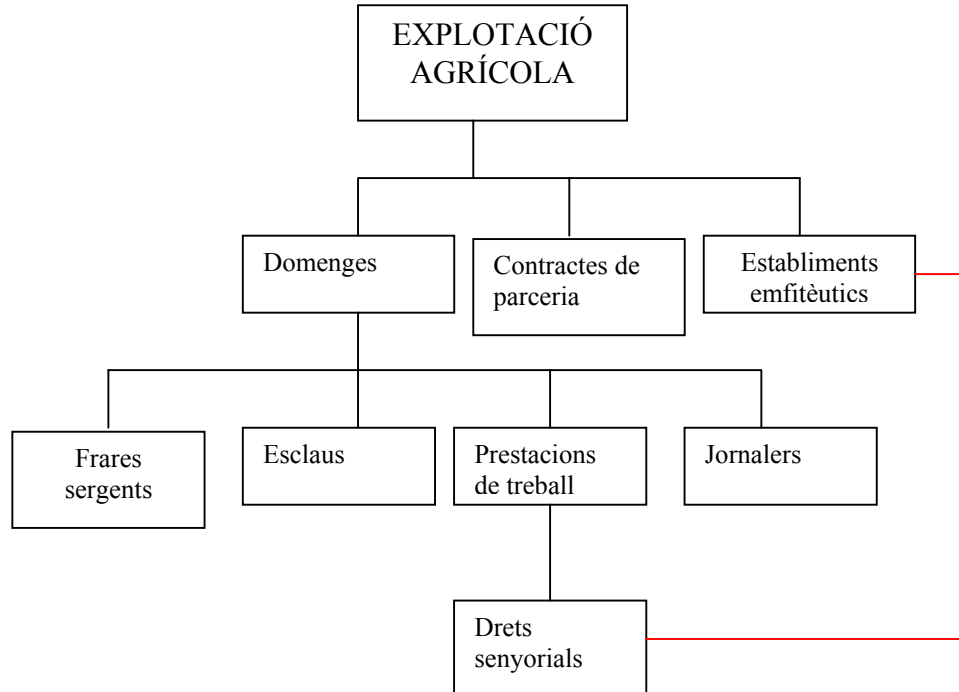 EXPLOTACIÓ
AGRÍCOLA
Domenges
Contractes de
parceria
Establiments
emfitèutics
Frares
sergents
Esclaus
Prestacions
de treball
Jornalers
Drets
senyorials